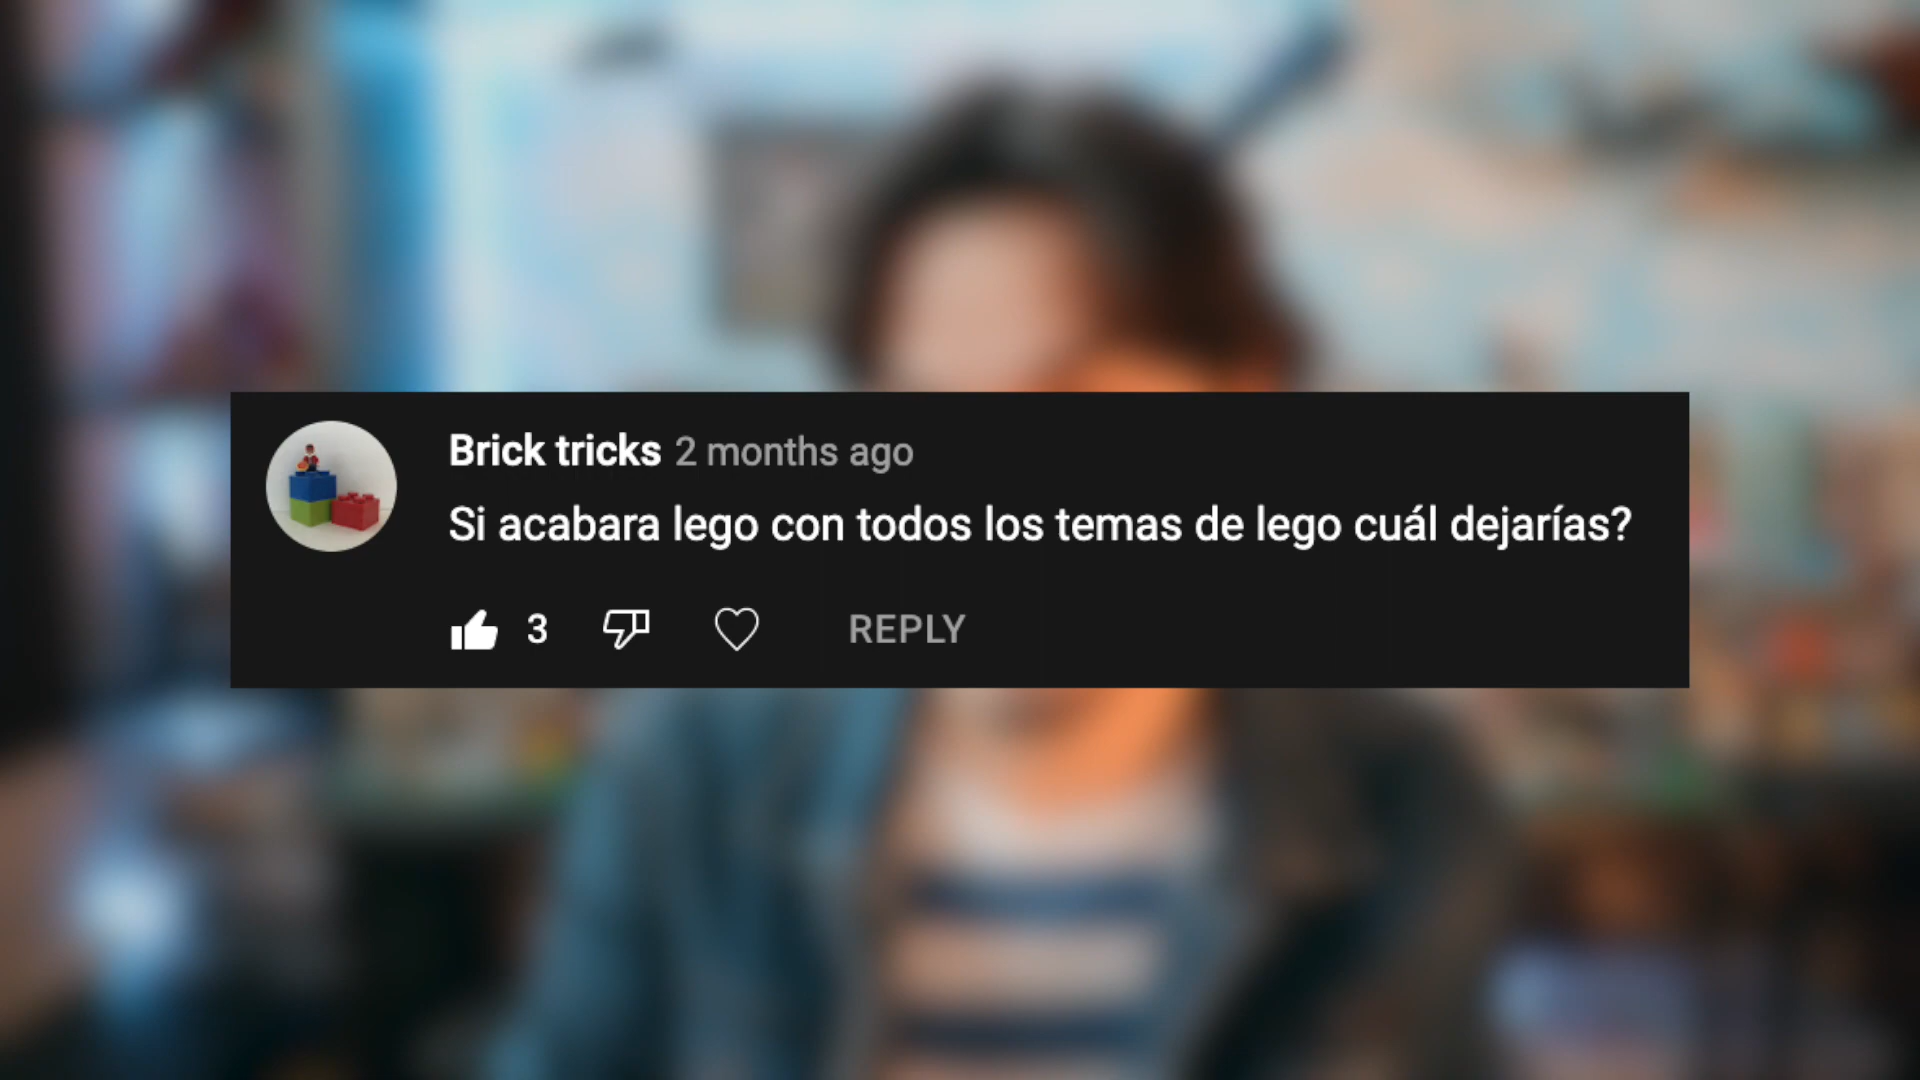 Brick tricks 2 months ago
Si acabara lego con todos los temas de lego cuál dejarías?
3 REPLY